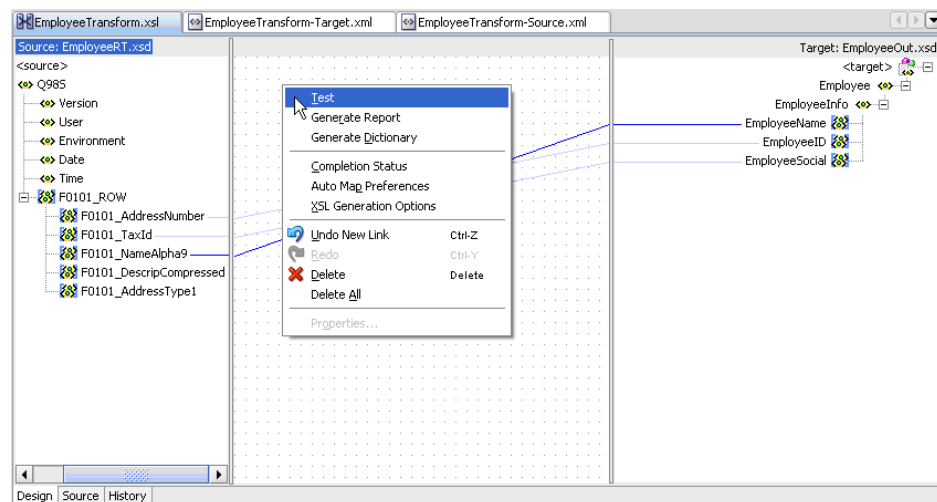 EmployeeTransform.xsl EmployeeTransform-Target.xml EmployeeTransform-Source.xml
Source: EmployeeRT.xsd
<source>
Q985
Version
User
Environment
Date
Time
F0101_ROW
F0101_AddressNumber
F0101_TaxId
F0101_NameAlpha9
F0101_DescripCompressed
F0101_AddressType1
Test
Generate Report
Generate Dictionary
Completion Status
Auto Map Preferences
XSL Generation Options
Undo New Link Ctrl-Z
Redo Ctrl-Y
Delete Delete
Delete All
Properties...
Target: EmployeeOut.xsd
<target>
Employee
EmployeeInfo
EmployeeName
EmployeeID
EmployeeSocial
Design Source History